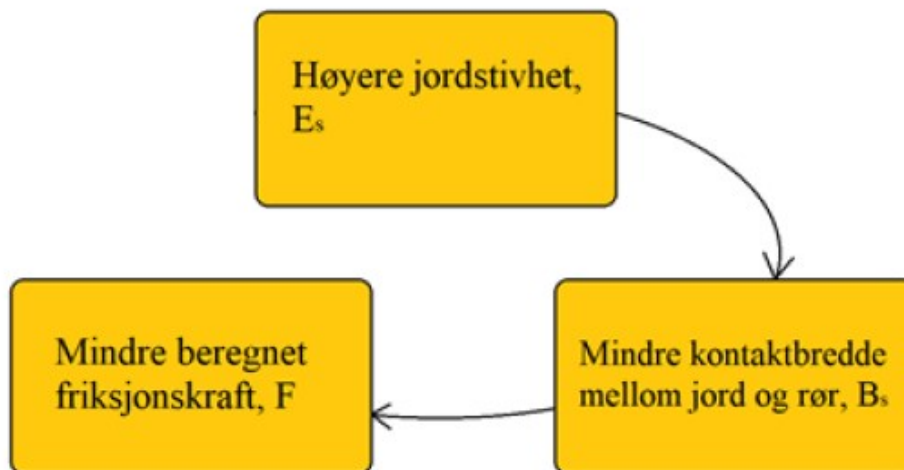 Høyere jordstivhet,
Es
Mindre kontaktbredde
mellom jord og rør, Bs
Mindre beregnet
friksjonskraft, F